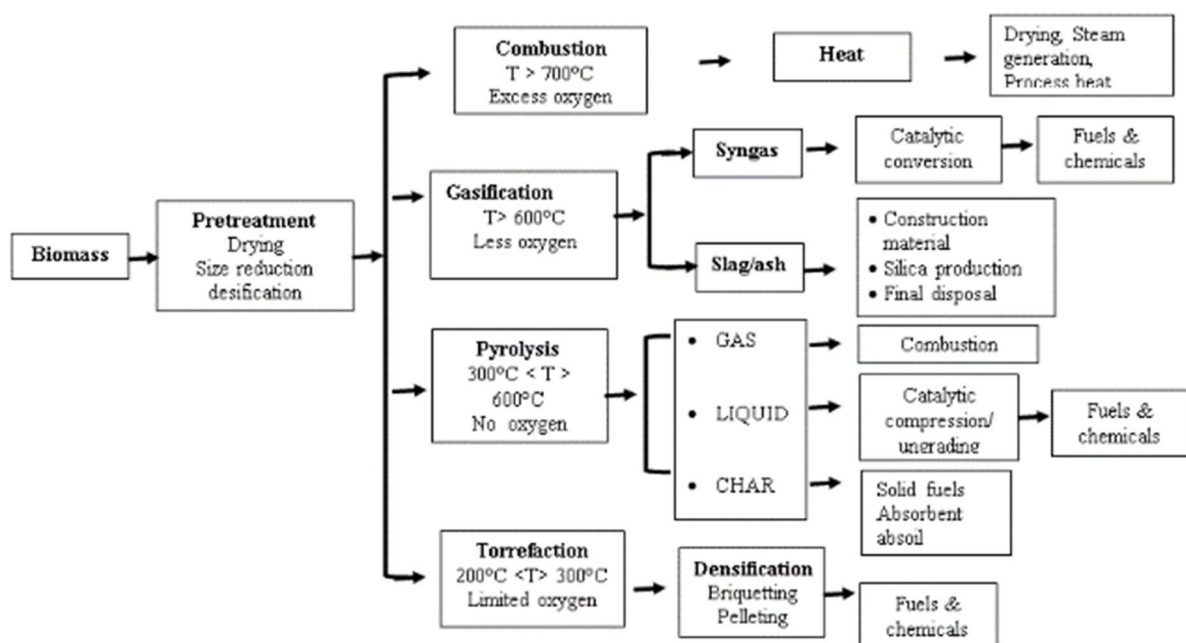 Biomass
Pretreatment
Drying
Size reduction
desification
Combustion
T > 700°C
Excess oxygen
Heat
Drying, Steam
generation,
Process heat
Gasification
T> 600°C
Less oxygen
Syngas
Catalytic
conversion
Fuels &
chemicals
Slag/ash
• Construction
material
• Silica production
• Final disposal
Pyrolysis
300°C < T >
600°C
No oxygen
• GAS
• LIQUID
• CHAR
Combustion
Catalytic
compression/
ungrading
Fuels &
chemicals
Solid fuels
Absorbent
absoil
Torrefaction
200°C <T> 300°C
Limited oxygen
Densification
Briquetting
Pelleting
Fuels &
chemicals